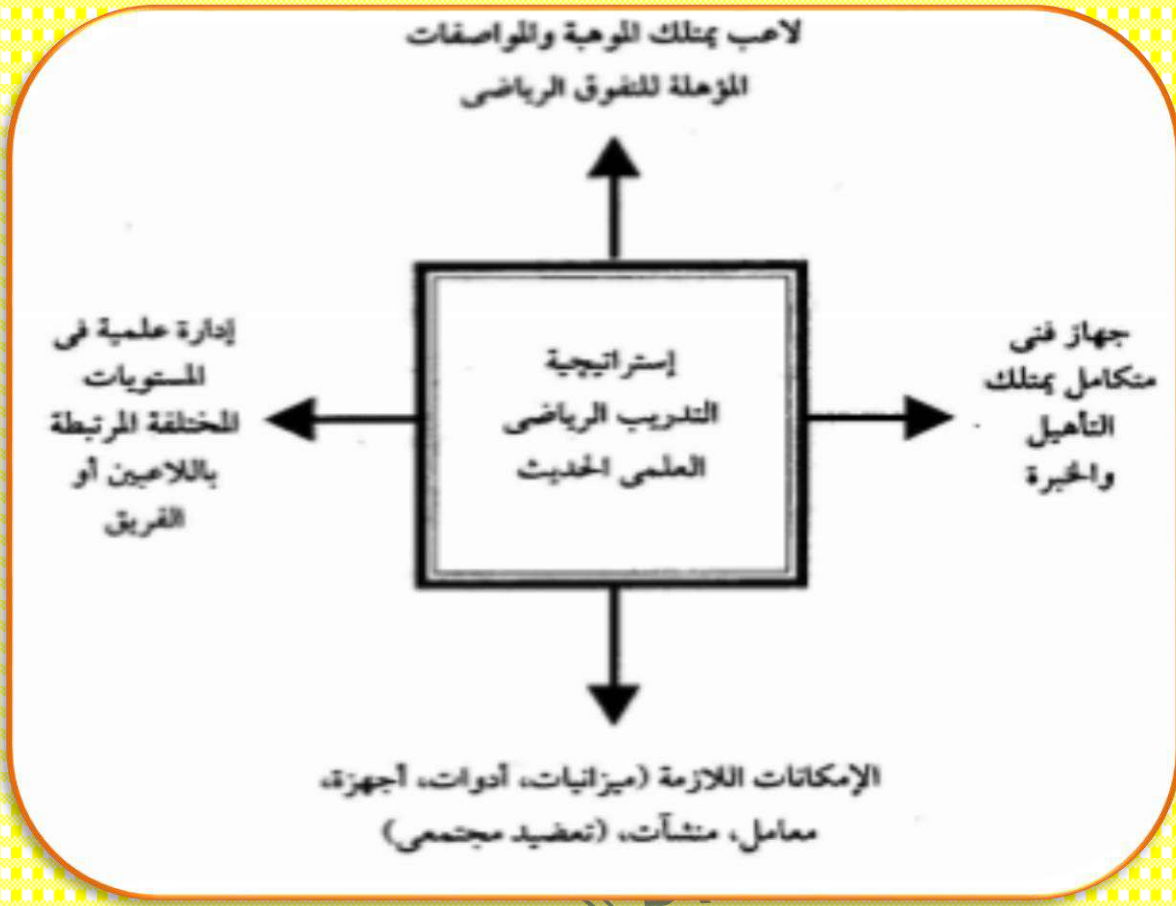 لاعب يمتلك الموهبة والمواصفات
المؤهلة للتفوق الرياضى
جهاز فنى
متكامل يمتلك
التأهيل
والخبرة
إستراتيجية
التدريب الرياضى
العلمى الحديث
إدارة علمية فى
المستويات
المختلفة المرتبطة
باللاعبين أو
الفريق
الإمكانات اللازمة (ميزانيات، أدوات، أجهزة،
معامل، منشآت، (تعضيد مجتمعى)